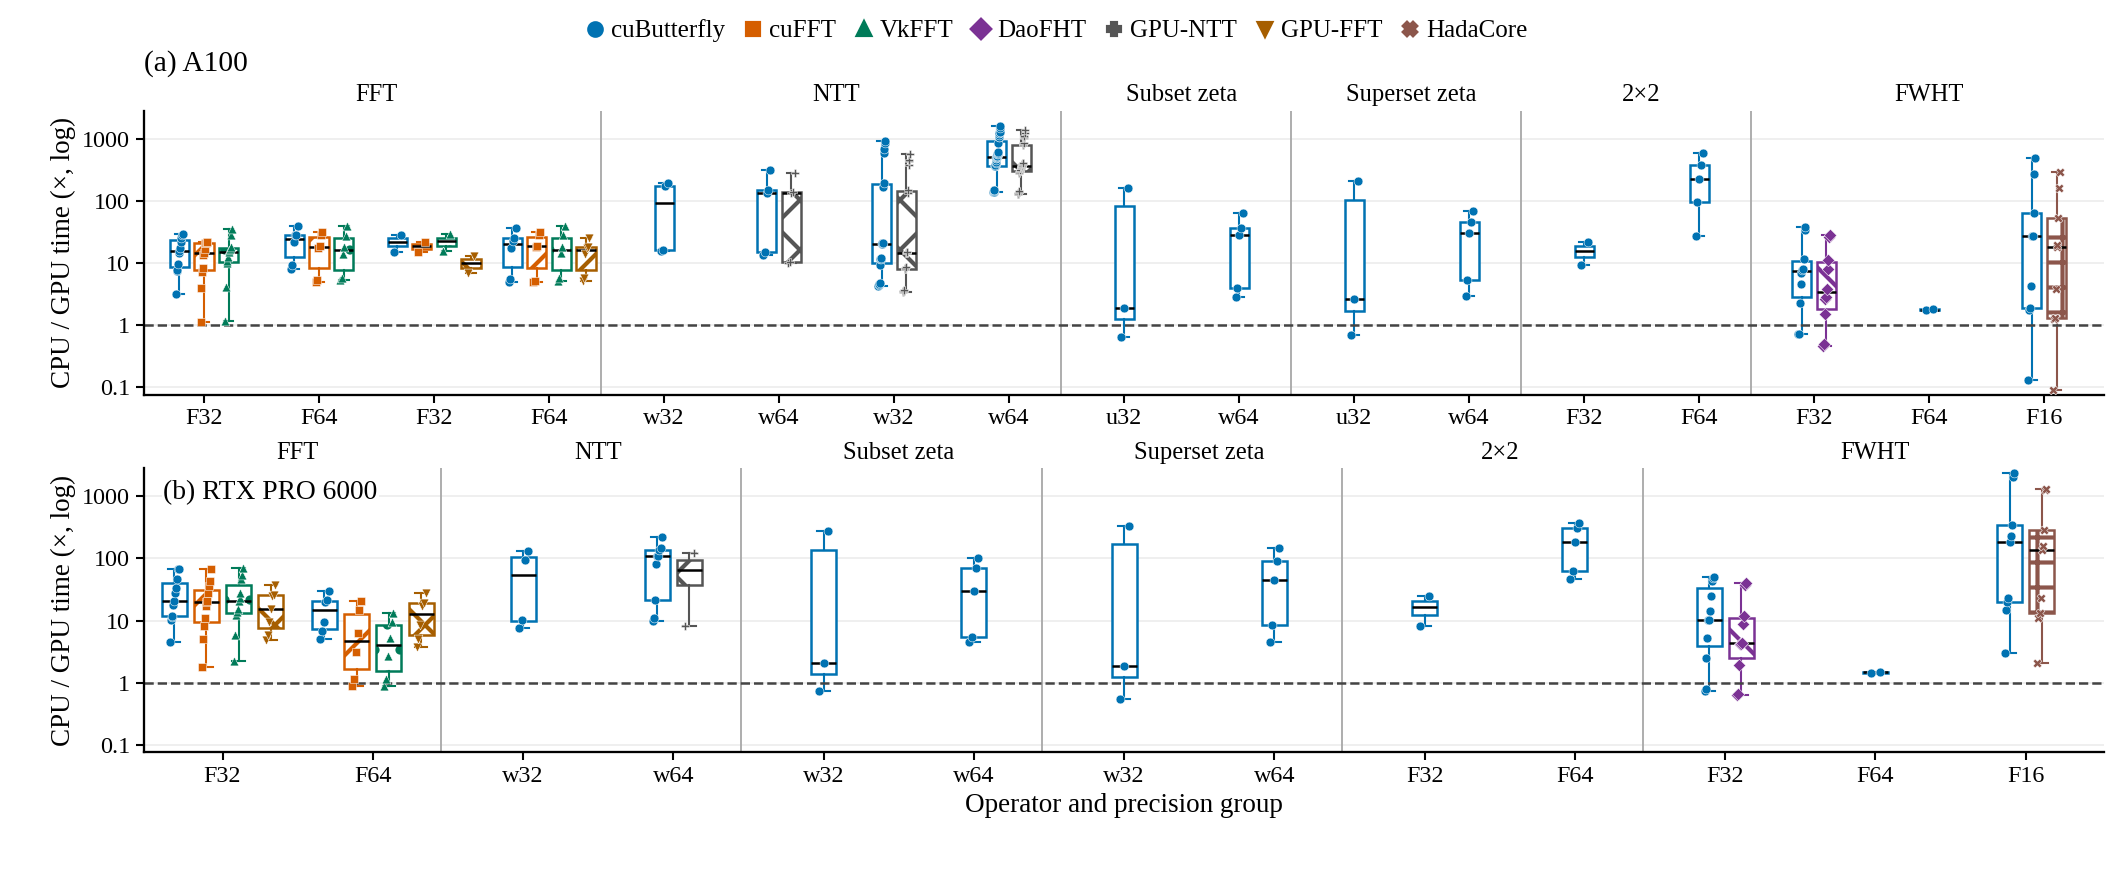 cuButterfly cuFFT VkFFT DaoFHT GPU-NTT GPU-FFT HadaCore
(a) A100
FFT NTT Subset zeta Superset zeta 2×2 FWHT
CPU / GPU time (×, log)
1000
100
10
1
0.1
F32 F64 F32 F64 w32 w64 w32 w64 u32 w64 u32 w64 F32 F64 F32 F64 F16
FFT NTT Subset zeta Superset zeta 2×2 FWHT
(b) RTX PRO 6000
CPU / GPU time (×, log)
1000
100
10
1
0.1
F32 F64 w32 w64 w32 w64 w32 w64 F32 F64 F32 F64 F16
Operator and precision group